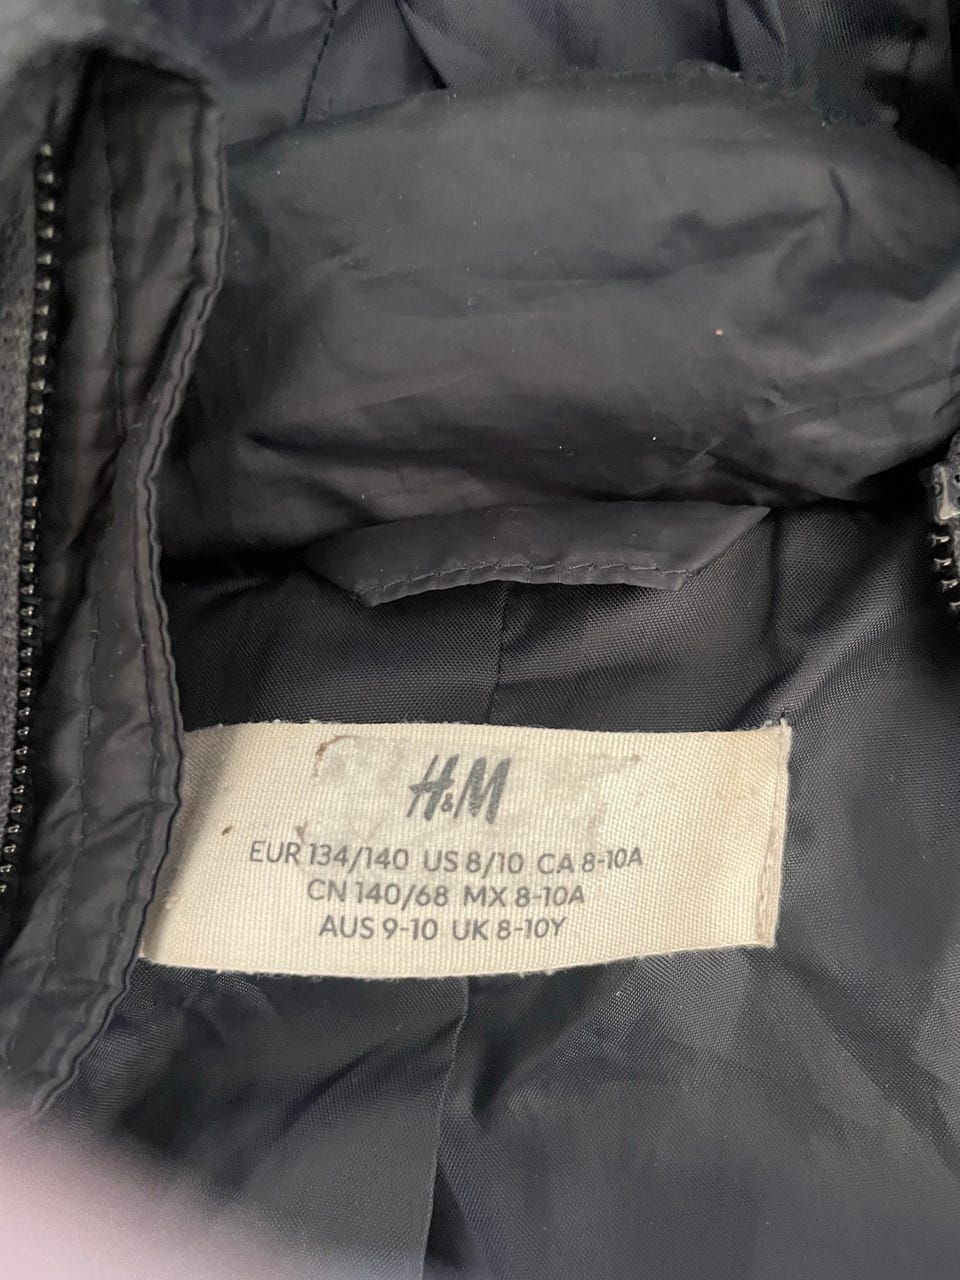 H&M
EUR 134/140 US 8/10 CA 8-10A
CN 140/68 MX 8-10A
AUS 9-10 UK 8-10Y